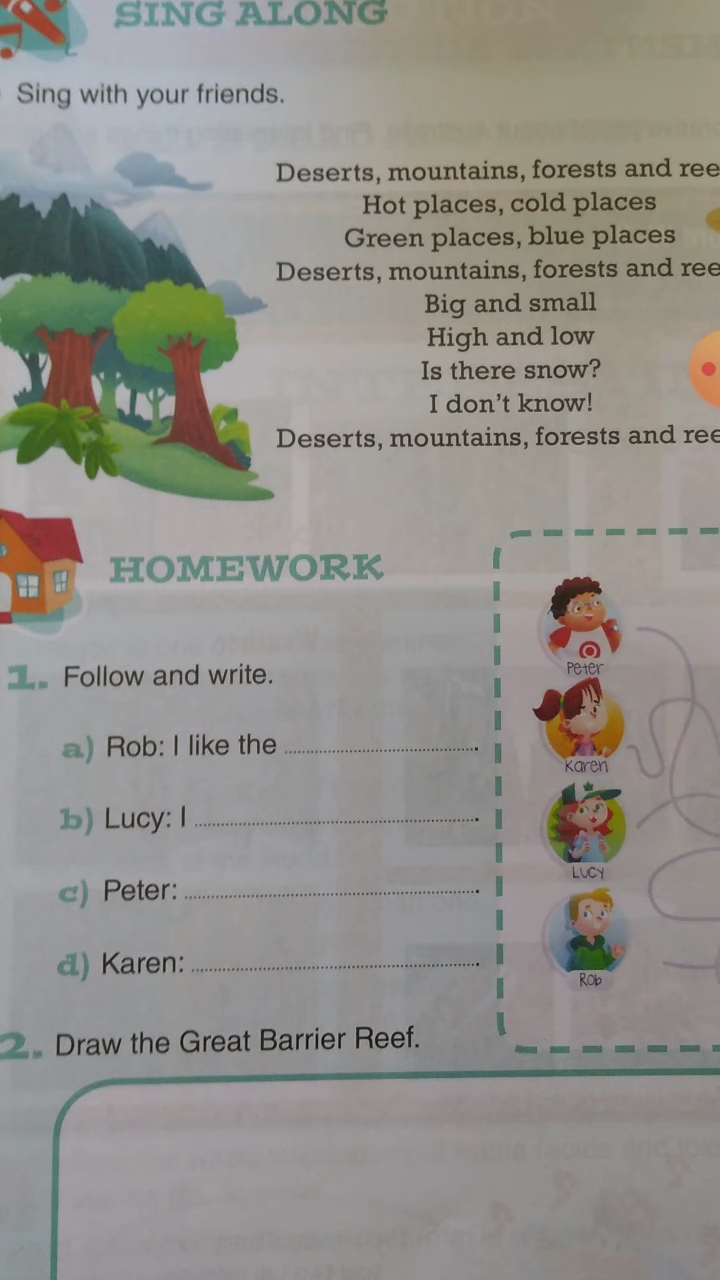 SING ALONG
Sing with your friends.
Deserts, mountains, forests and ree
Hot places, cold places
Green places, blue places
Deserts, mountains, forests and ree
Big and small
High and low
Is there snow?
I don't know!
Deserts, mountains, forests and ree
HOMEWORK
1. Follow and write.
a) Rob: I like the ............................ .
b) Lucy: I ............................ .
c) Peter: ............................ .
d) Karen: ............................ .
Peter
Karen
Lucy
Rob
2. Draw the Great Barrier Reef.